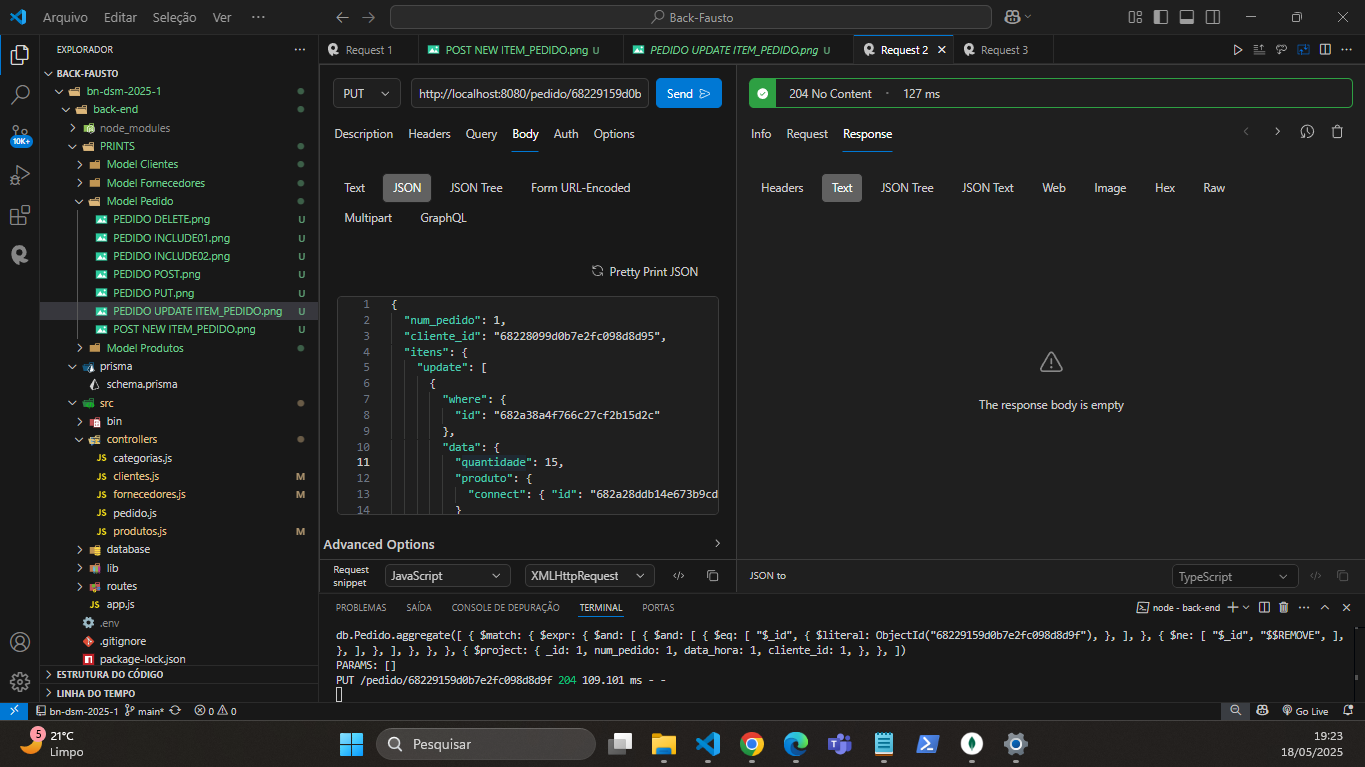 Arquivo Editar Seleção Ver ··· Back-Fausto
EXPLORADOR ···
BACK-FAUSTO
bn-dsm-2025-1
back-end
node_modules
PRINTS
Model Clientes
Model Fornecedores
Model Pedido
PEDIDO DELETE.png U
PEDIDO INCLUDE01.png U
PEDIDO INCLUDE02.png U
PEDIDO POST.png U
PEDIDO PUT.png U
PEDIDO UPDATE ITEM_PEDIDO.png U
POST NEW ITEM_PEDIDO.png U
Model Produtos
prisma
schema.prisma
src
bin
controllers
JS categorias.js
JS clientes.js M
JS fornecedores.js M
JS pedido.js
JS produtos.js M
database
lib
routes
JS app.js
.env
.gitignore
package-lock.json
ESTRUTURA DO CÓDIGO
LINHA DO TEMPO
10K+
Request 1 POST NEW ITEM_PEDIDO.png U PEDIDO UPDATE ITEM_PEDIDO.png U Request 2 Request 3
PUT http://localhost:8080/pedido/68229159d0b Send
Description Headers Query Body Auth Options
Text JSON JSON Tree Form URL-Encoded
Multipart GraphQL
Pretty Print JSON
1 {
2 "num_pedido": 1,
3 "cliente_id": "68228099d0b7e2fc098d8d95",
4 "itens": {
5 "update": [
6 {
7 "where": {
8 "id": "682a38a4f766c27cf2b15d2c"
9 },
10 "data": {
11 "quantidade": 15,
12 "produto": {
13 "connect": { "id": "682a28ddb14e673b9cd
14 }
Advanced Options
Request snippet JavaScript XMLHttpRequest
204 No Content · 127 ms
Info Request Response
Headers Text JSON Tree JSON Text Web Image Hex Raw
The response body is empty
JSON to TypeScript
PROBLEMAS SAÍDA CONSOLE DE DEPURAÇÃO TERMINAL PORTAS node - back-end
db.Pedido.aggregate([ { $match: { $expr: { $and: [ { $and: [ { $eq: [ "$_id", { $literal: ObjectId("68229159d0b7e2fc098d8d9f"), }, ], }, { $ne: [ "$_id", "$$REMOVE", ],
}, ], }, ], }, }, }, { $project: { _id: 1, num_pedido: 1, data_hora: 1, cliente_id: 1, }, }, ])
PARAMS: []
PUT /pedido/68229159d0b7e2fc098d8d9f 204 109.101 ms - -
bn-dsm-2025-1 main* 0 0 Go Live
5 21°C
Limpo
Pesquisar
19:23
18/05/2025